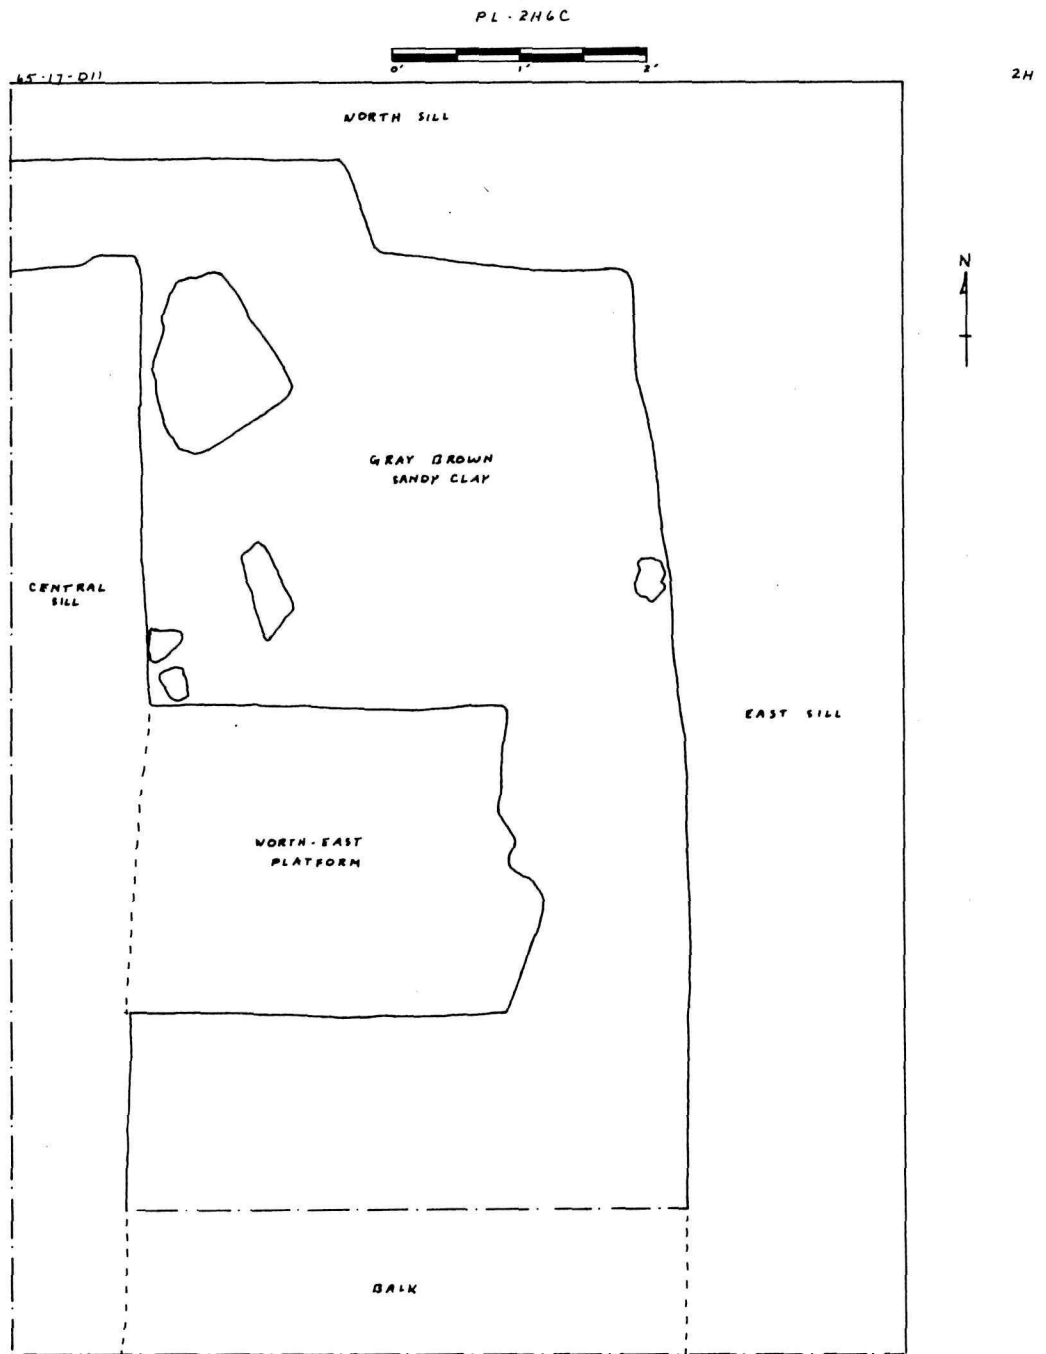 PL-2H6C
0' 1' 2'
65-17-D11
2H
NORTH SILL
N
GRAY BROWN
SANDY CLAY
CENTRAL
SILL
EAST SILL
NORTH-EAST
PLATFORM
BALK